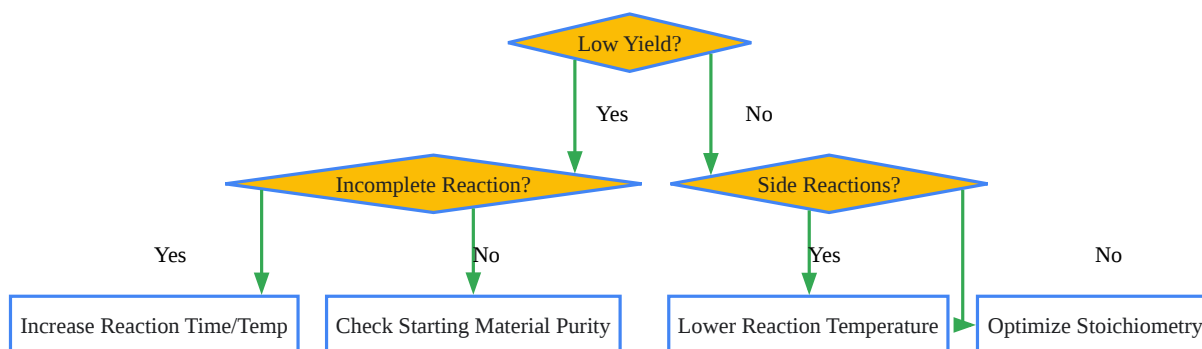 Low Yield?
Yes
No
Incomplete Reaction?
Side Reactions?
Yes
No
Yes
No
Increase Reaction Time/Temp
Check Starting Material Purity
Lower Reaction Temperature
Optimize Stoichiometry